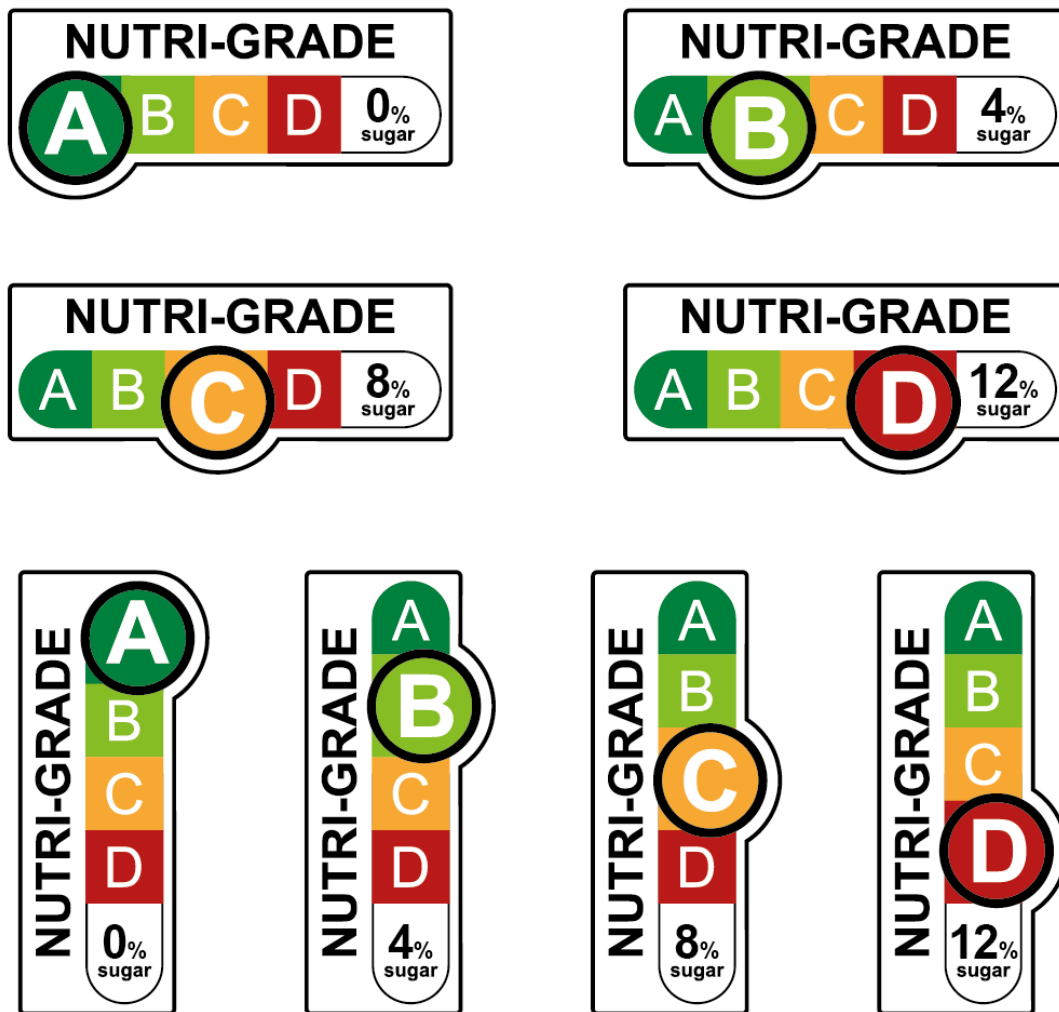 NUTRI-GRADE
A B C D 0% sugar
NUTRI-GRADE
A B C D 4% sugar
NUTRI-GRADE
A B C D 8% sugar
NUTRI-GRADE
A B C D 12% sugar
NUTRI-GRADE
A
B
C
D
0%
sugar
NUTRI-GRADE
A
B
C
D
4%
sugar
NUTRI-GRADE
A
B
C
D
8%
sugar
NUTRI-GRADE
A
B
C
D
12%
sugar